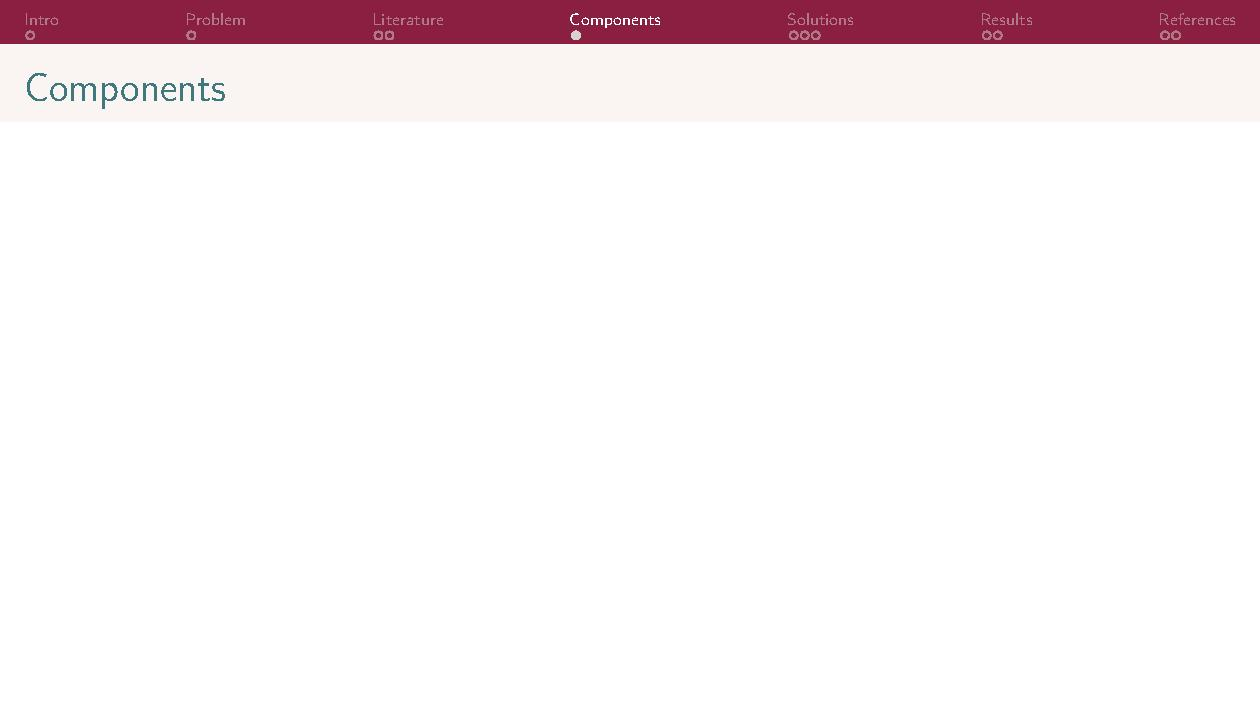 Intro Problem Literature Components Solutions Results References
Components